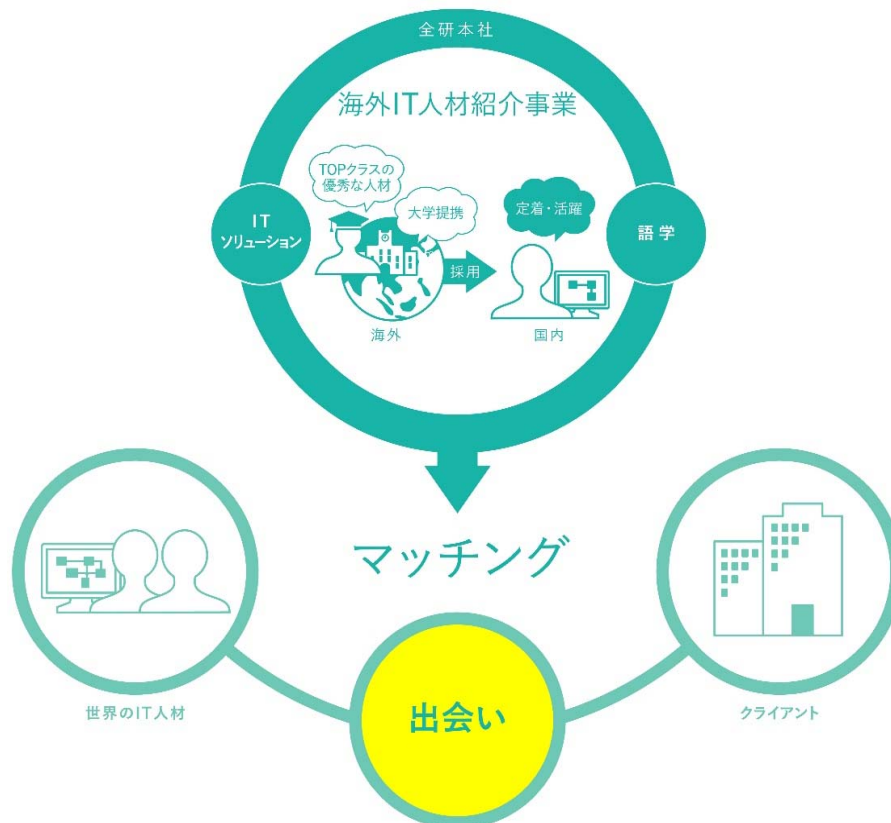 全研本社
海外IT人材紹介事業
TOPクラスの
優秀な人材
大学提携
定着・活躍
IT
ソリューション
語学
採用
海外
国内
マッチング
出会い
世界のIT人材
クライアント